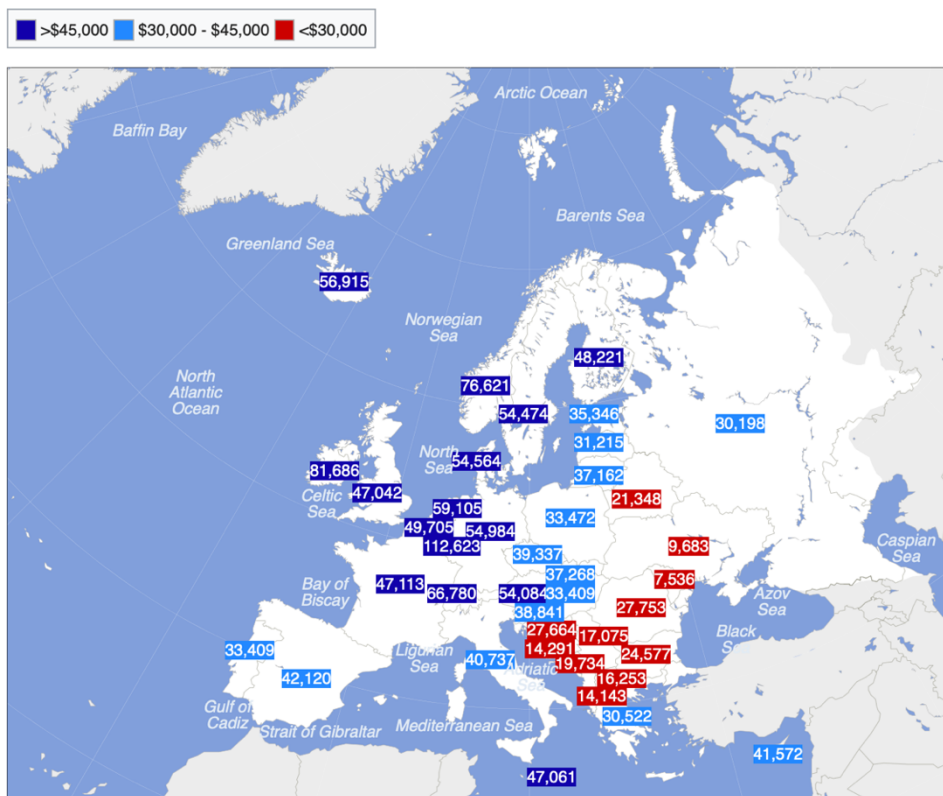 >$45,000 $30,000 - $45,000 <$30,000
Arctic Ocean
Baffin Bay
Barents Sea
Greenland Sea
56,915
Norwegian
Sea
48,221
North
Atlantic
Ocean
76,621
54,474
35,346
30,198
31,215
North
Sea
54,564
81,686
37,162
47,042
Celtic
Sea
21,348
59,105
33,472
49,705
54,984
112,623
39,337
9,683
Caspian
Sea
37,268
7,536
Bay of
Biscay
47,113
66,780
54,084
33,409
Azov
Sea
27,753
38,841
27,664
17,075
Black
14,291
24,577
33,409
Ligurian
Sea
40,737
19,734
Adriatic
Sea
42,120
16,253
14,143
Gulf of
Cadiz
30,522
Strait of Gibraltar
Mediterranean Sea
41,572
47,061